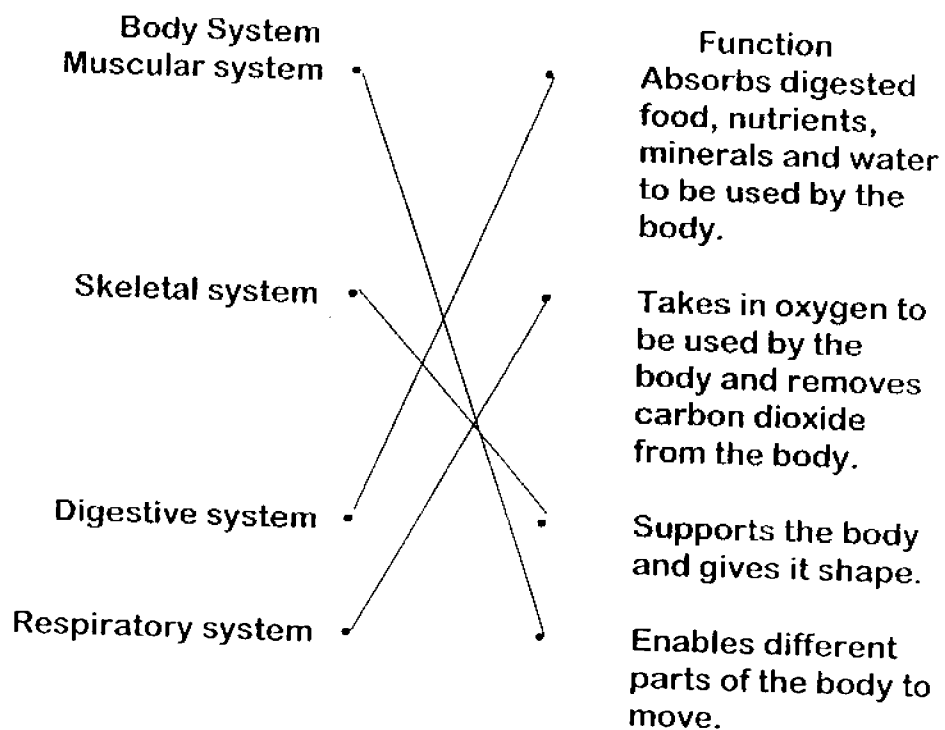 Body System
Muscular system
Skeletal system
Digestive system
Respiratory system
Function
Absorbs digested
food, nutrients,
minerals and water
to be used by the
body.
Takes in oxygen to
be used by the
body and removes
carbon dioxide
from the body.
Supports the body
and gives it shape.
Enables different
parts of the body to
move.